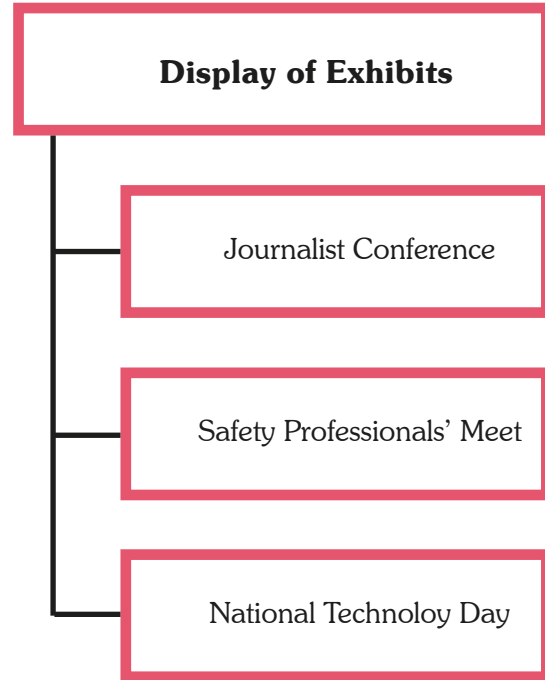 Display of Exhibits
Journalist Conference
Safety Professionals’ Meet
National Technoloy Day